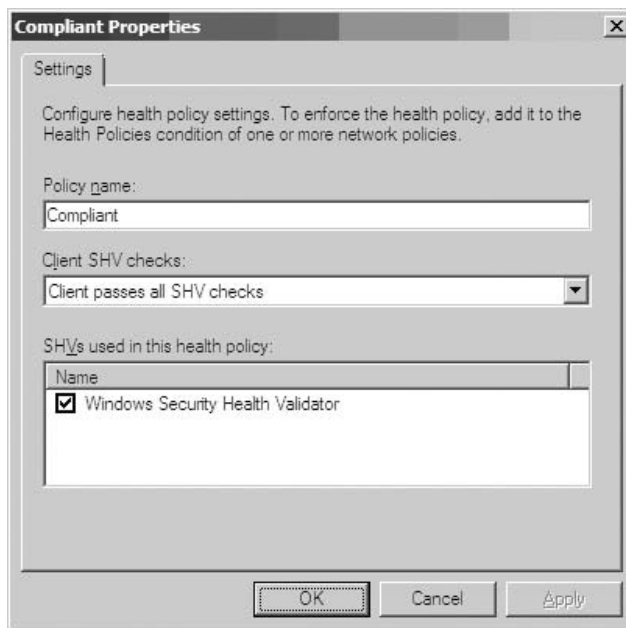 Compliant Properties
Settings
Configure health policy settings. To enforce the health policy, add it to the
Health Policies condition of one or more network policies.
Policy name:
Compliant
Client SHV checks:
Client passes all SHV checks
SHVs used in this health policy:
Name
Windows Security Health Validator
OK
Cancel
Apply